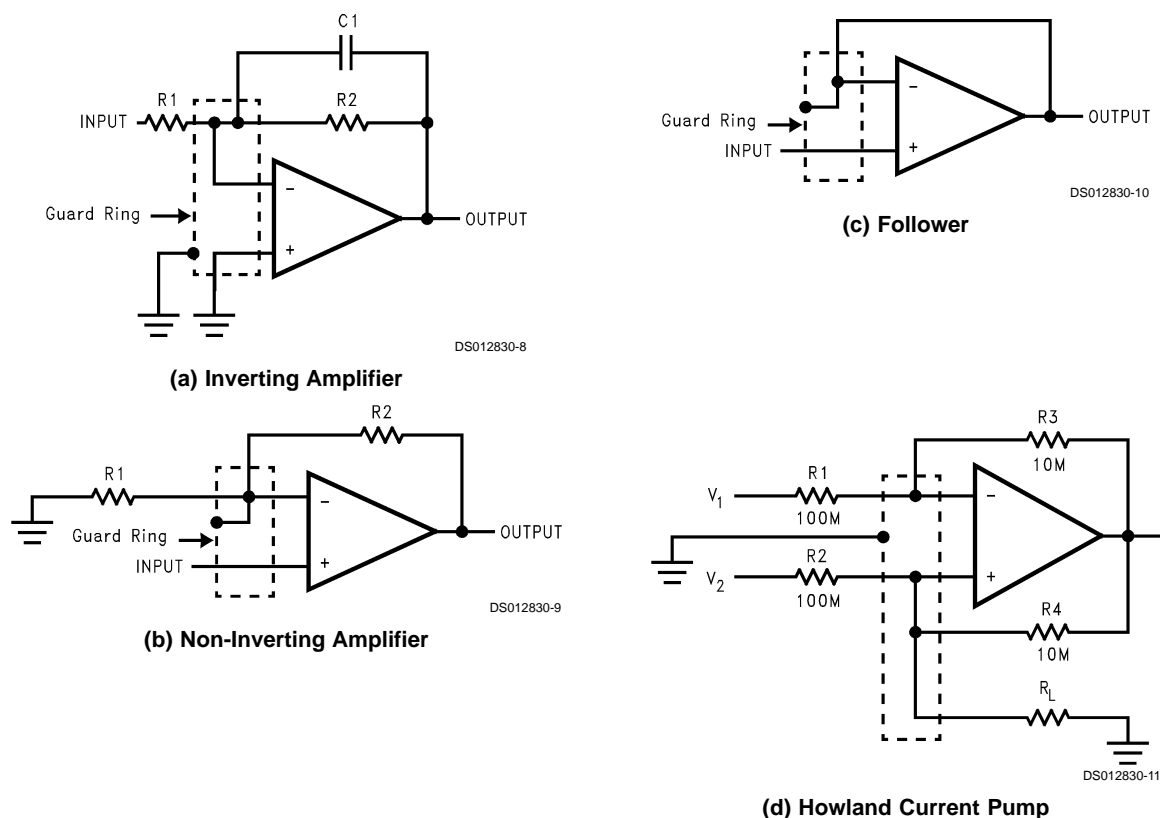 C1
R1
R2
INPUT
−
Guard Ring
+
OUTPUT
DS012830-8
(a) Inverting Amplifier
R2
R1
−
Guard Ring
OUTPUT
INPUT
+
DS012830-9
(b) Non-Inverting Amplifier
−
Guard Ring
OUTPUT
INPUT
+
DS012830-10
(c) Follower
R3
10M
V1
R1
100M
−
V2
R2
100M
+
R4
10M
RL
DS012830-11
(d) Howland Current Pump